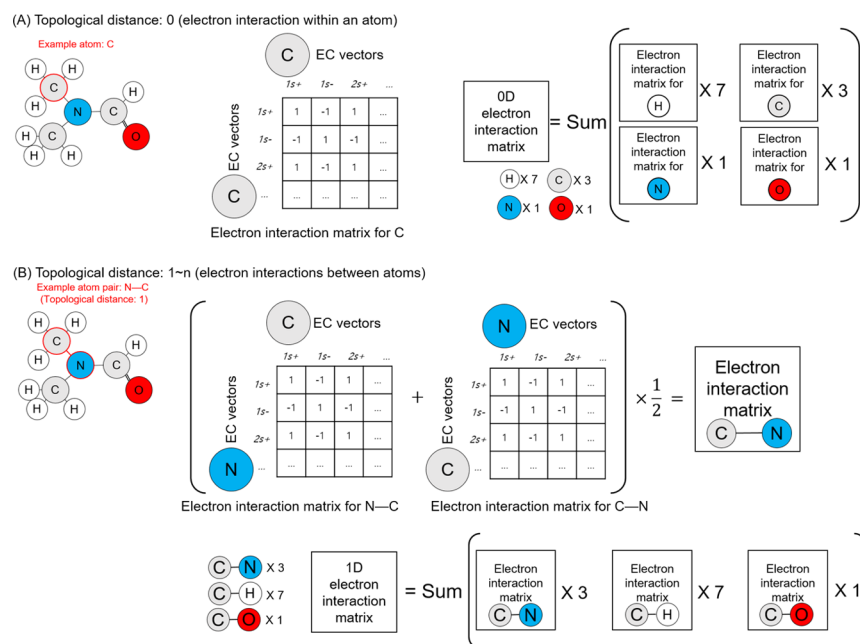 (A) Topological distance: 0 (electron interaction within an atom)
Example atom: C
H H
H C H
N C
H C O
H H
C EC vectors
1s+ 1s- 2s+ ...
EC vectors
1s+ 1 -1 1 ...
1s- -1 1 -1 ...
2s+ 1 -1 1 ...
... ... ... ... ...
C
Electron interaction matrix for C
0D
electron
interaction
matrix
= Sum
H X 7 C X 3
N X 1 O X 1
Electron
interaction
matrix for
H
X 7
Electron
interaction
matrix for
C
X 3
Electron
interaction
matrix for
N
X 1
Electron
interaction
matrix for
O
X 1
(B) Topological distance: 1~n (electron interactions between atoms)
Example atom pair: N—C
(Topological distance: 1)
H H
H C H
N C
H C O
H H
C EC vectors
1s+ 1s- 2s+ ...
EC vectors
1s+ 1 -1 1 ...
1s- -1 1 -1 ...
2s+ 1 -1 1 ...
... ... ... ... ...
N
Electron interaction matrix for N—C
+
N EC vectors
1s+ 1s- 2s+ ...
EC vectors
1s+ 1 -1 1 ...
1s- -1 1 -1 ...
2s+ 1 -1 1 ...
... ... ... ... ...
C
Electron interaction matrix for C—N
× 1/2 =
Electron
interaction
matrix
C N
C N X 3
C H X 7
C O X 1
1D
electron
interaction
matrix
= Sum
Electron
interaction
matrix
C N
X 3
Electron
interaction
matrix
C H
X 7
Electron
interaction
matrix
C O
X 1